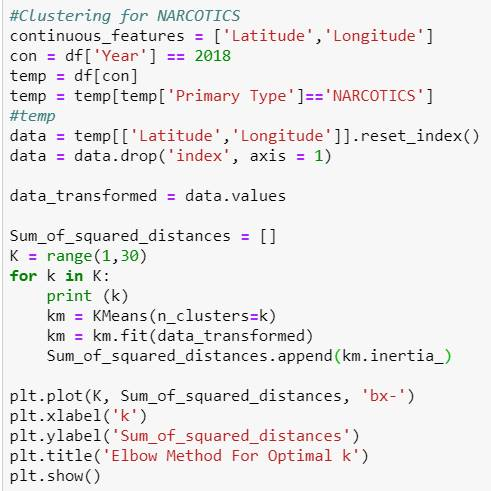 #Clustering for NARCOTICS
continuous_features = ['Latitude','Longitude']
con = df['Year'] == 2018
temp = df[con]
temp = temp[temp['Primary Type']=='NARCOTICS']
#temp
data = temp[['Latitude','Longitude']].reset_index()
data = data.drop('index', axis = 1)

data_transformed = data.values

Sum_of_squared_distances = []
K = range(1,30)
for k in K:
    print (k)
    km = KMeans(n_clusters=k)
    km = km.fit(data_transformed)
    Sum_of_squared_distances.append(km.inertia_)

plt.plot(K, Sum_of_squared_distances, 'bx-')
plt.xlabel('k')
plt.ylabel('Sum_of_squared_distances')
plt.title('Elbow Method For Optimal k')
plt.show()